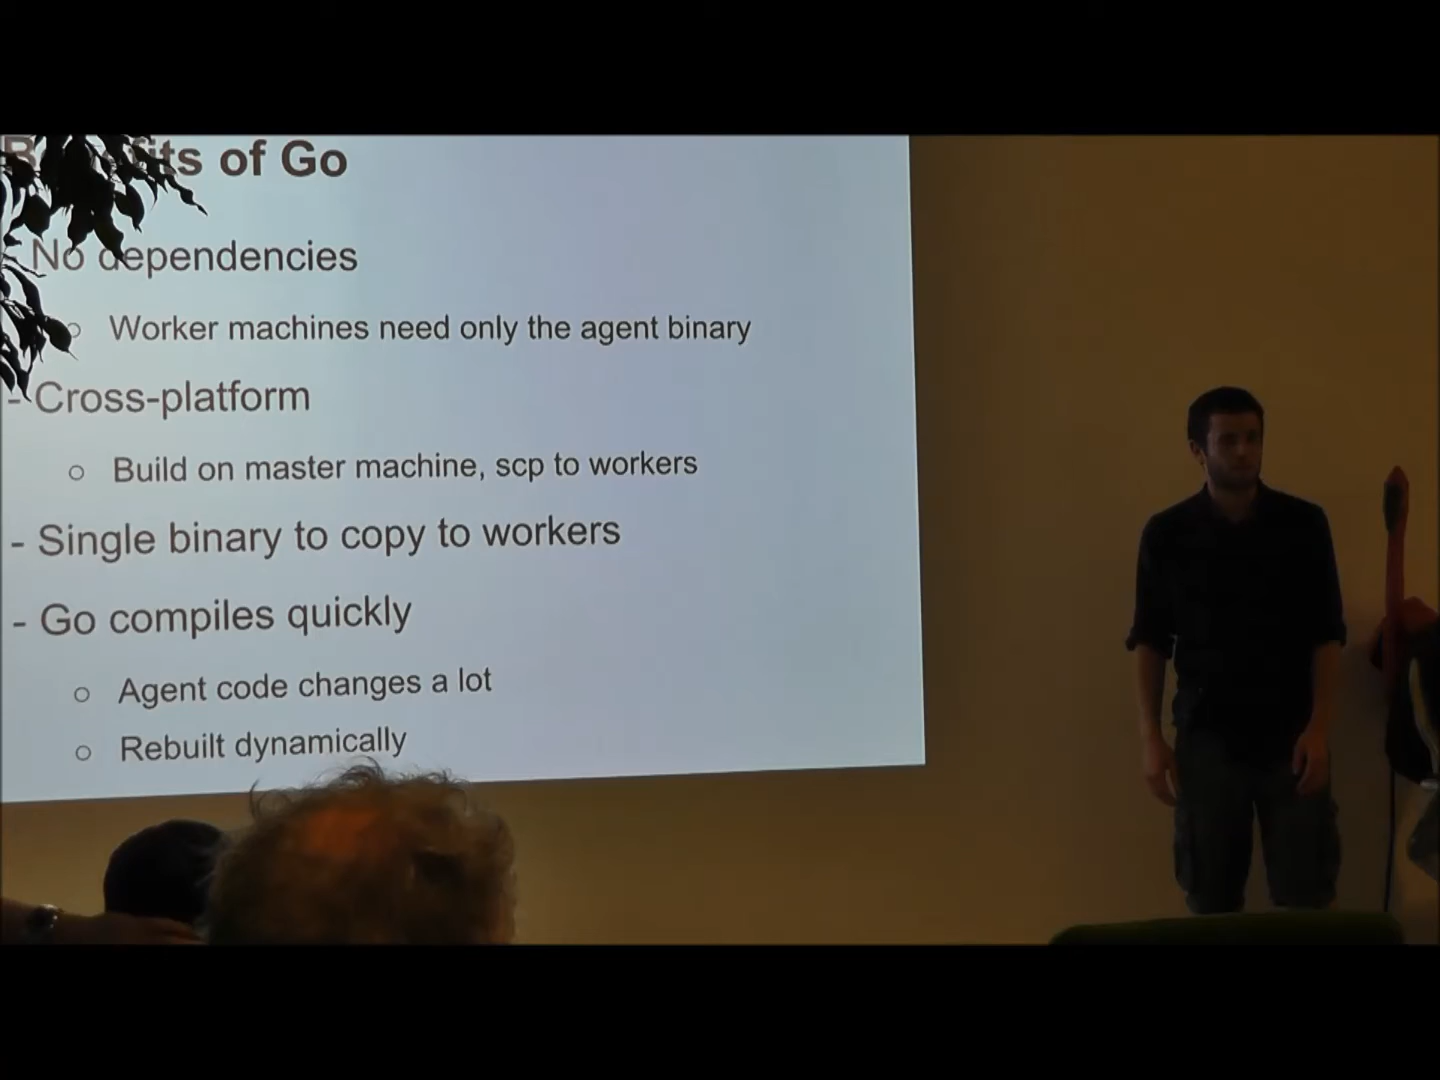 Benefits of Go
- No dependencies
○ Worker machines need only the agent binary
- Cross-platform
○ Build on master machine, scp to workers
- Single binary to copy to workers
- Go compiles quickly
○ Agent code changes a lot
○ Rebuilt dynamically